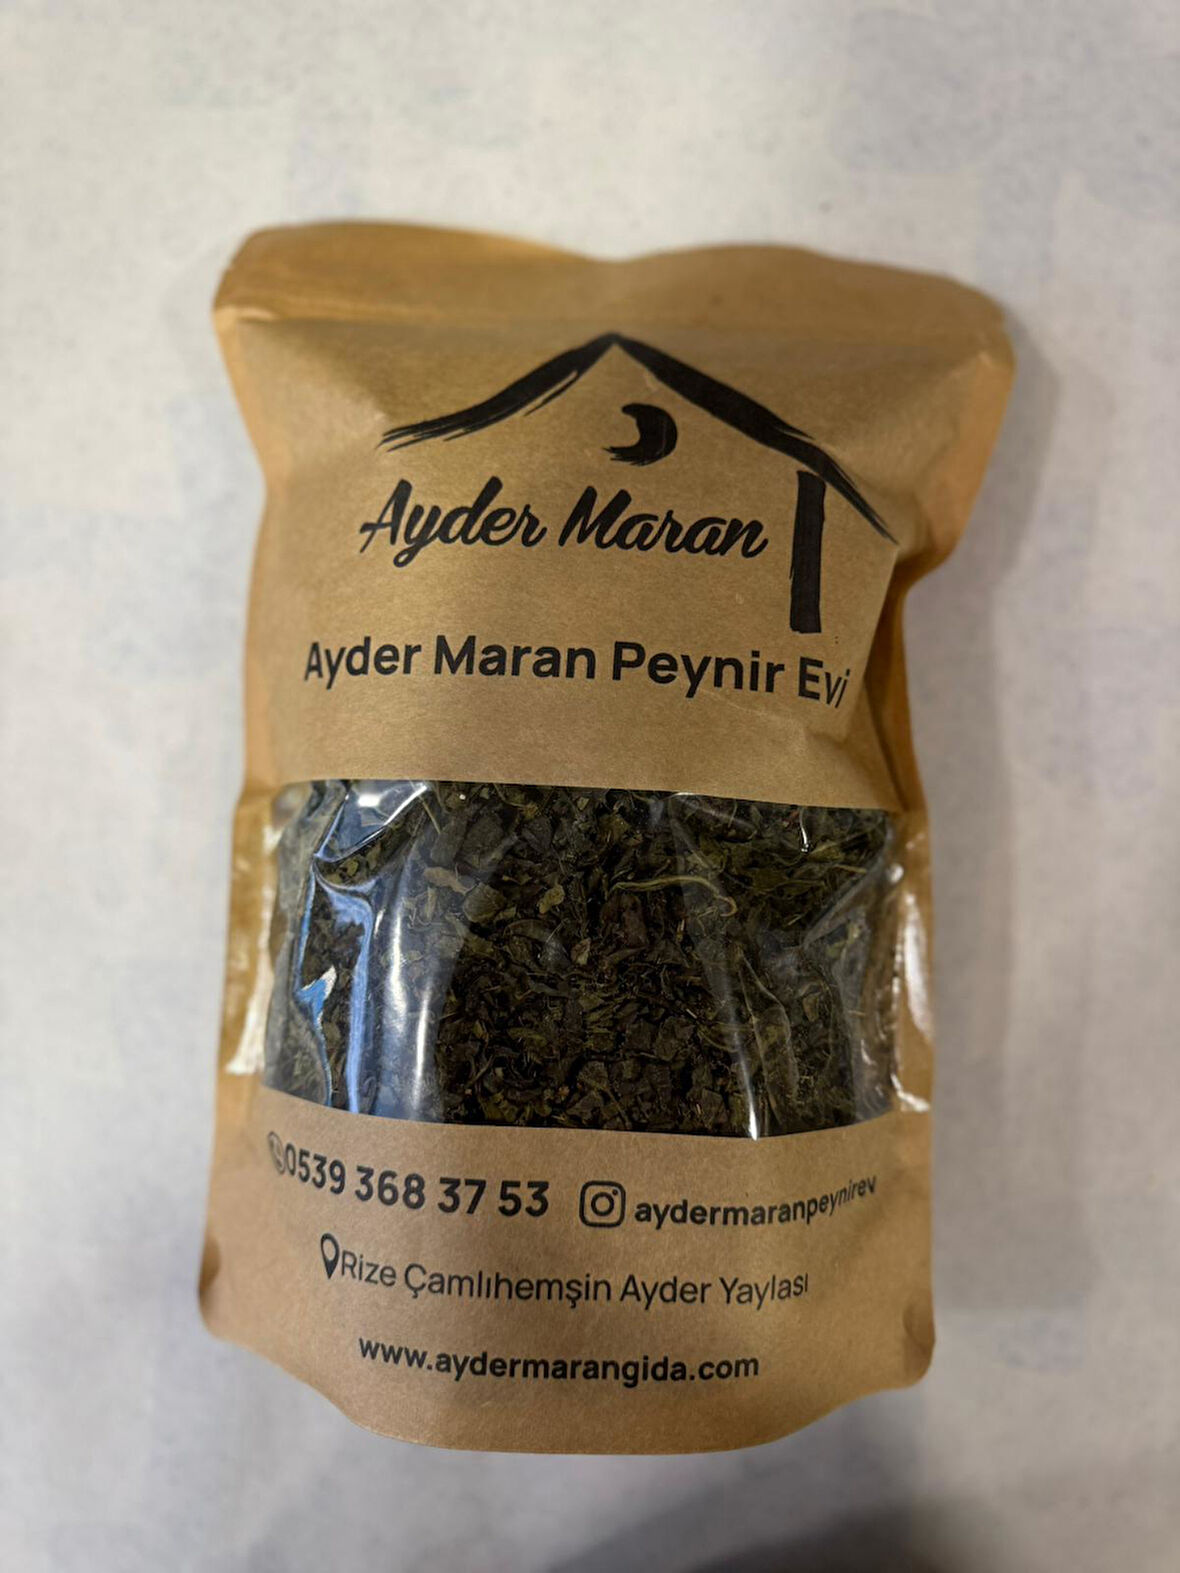 Ayder Maran
Ayder Maran Peynir Evi
0539 368 37 53
aydermaranpeynirev
Rize Çamlıhemşin Ayder Yaylası
www.aydermarangida.com